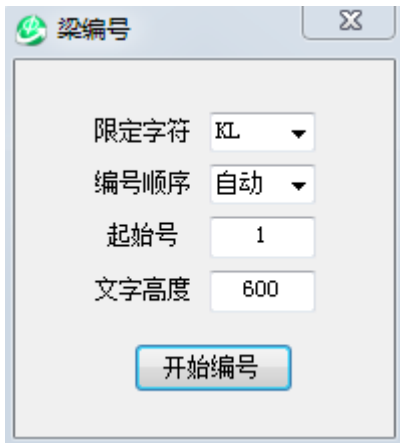 梁编号
限定字符 KL
编号顺序 自动
起始号 1
文字高度 600
开始编号